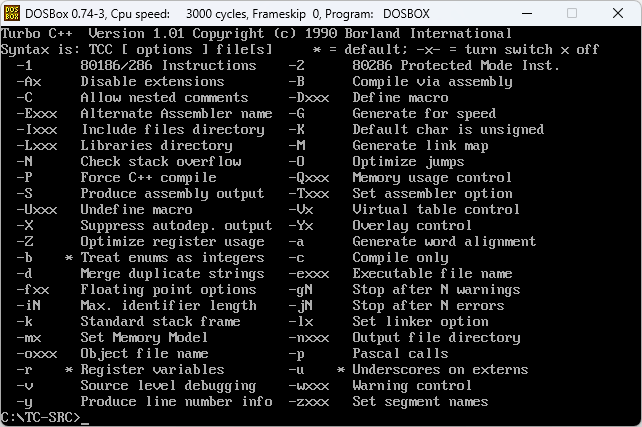 DOSBox 0.74-3, Cpu speed:    3000 cycles, Frameskip  0, Program:   DOSBOX
Turbo C++  Version 1.01 Copyright (c) 1990 Borland International
Syntax is: TCC [ options ] file[s]     * = default; -x- = turn switch x off
  -1      80186/286 Instructions    -2      80286 Protected Mode Inst.
  -Ax     Disable extensions        -B      Compile via assembly
  -C      Allow nested comments     -Dxxx   Define macro
  -Exxx   Alternate Assembler name  -G      Generate for speed
  -Ixxx   Include files directory   -K      Default char is unsigned
  -Lxxx   Libraries directory       -M      Generate link map
  -N      Check stack overflow      -O      Optimize jumps
  -P      Force C++ compile         -Qxxx   Memory usage control
  -S      Produce assembly output   -Txxx   Set assembler option
  -Uxxx   Undefine macro            -Vx     Virtual table control
  -X      Suppress autodep. output  -Yx     Overlay control
  -Z      Optimize register usage   -a      Generate word alignment
  -b    * Treat enums as integers   -c      Compile only
  -d      Merge duplicate strings   -exxx   Executable file name
  -fxx    Floating point options    -gN     Stop after N warnings
  -iN     Max. identifier length    -jN     Stop after N errors
  -k      Standard stack frame      -lx     Set linker option
  -mx     Set Memory Model          -nxxx   Output file directory
  -oxxx   Object file name          -p      Pascal calls
  -r    * Register variables        -u    * Underscores on externs
  -v      Source level debugging    -wxxx   Warning control
  -y      Produce line number info  -zxxx   Set segment names
C:\TC-SRC>_